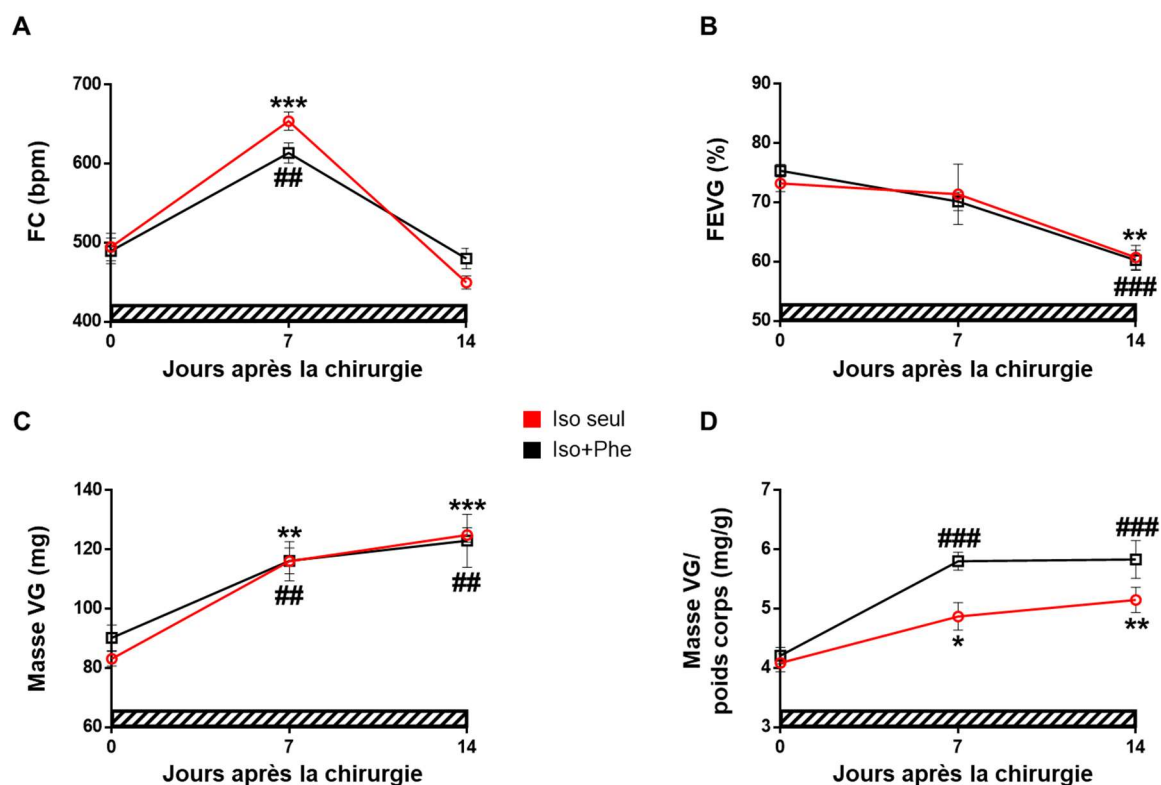 A
FC (bpm)
700
600
500
400
***
##
0
7
14
Jours après la chirurgie
B
FEVG (%)
90
80
70
60
50
**
###
0
7
14
Jours après la chirurgie
Iso seul
Iso+Phe
C
Masse VG (mg)
140
120
100
80
60
**
##
***
##
0
7
14
Jours après la chirurgie
D
Masse VG/
poids corps (mg/g)
7
6
5
4
3
###
*
###
**
0
7
14
Jours après la chirurgie